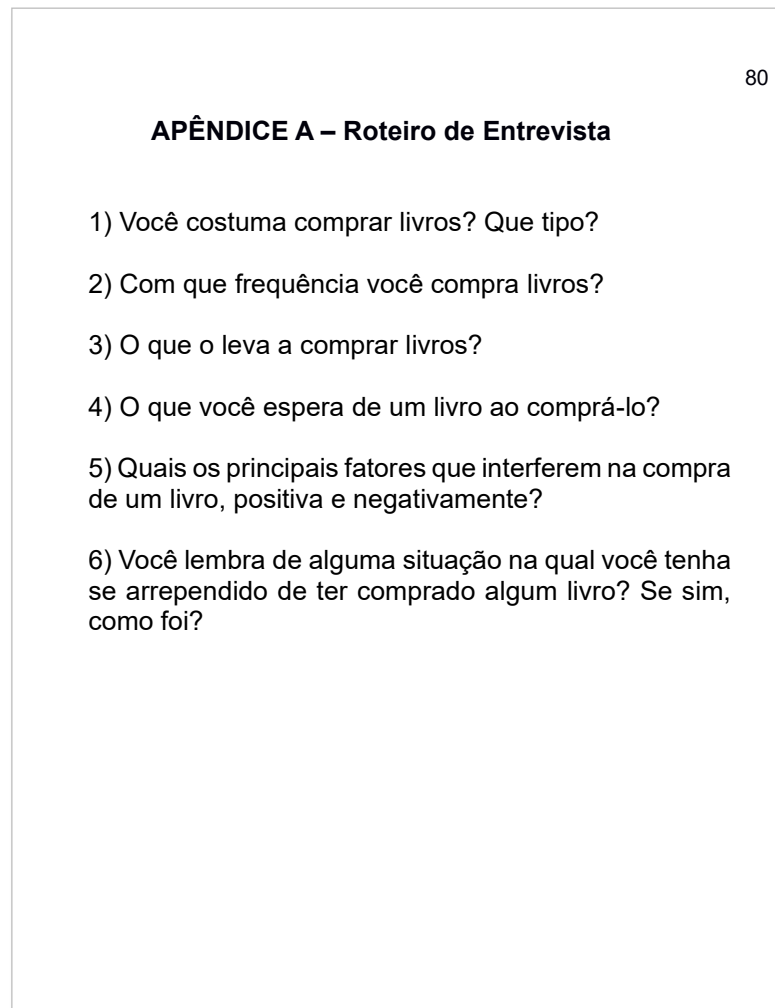 80
APÊNDICE A – Roteiro de Entrevista
1) Você costuma comprar livros? Que tipo?
2) Com que frequência você compra livros?
3) O que o leva a comprar livros?
4) O que você espera de um livro ao comprá-lo?
5) Quais os principais fatores que interferem na compra
de um livro, positiva e negativamente?
6) Você lembra de alguma situação na qual você tenha
se arrependido de ter comprado algum livro? Se sim,
como foi?